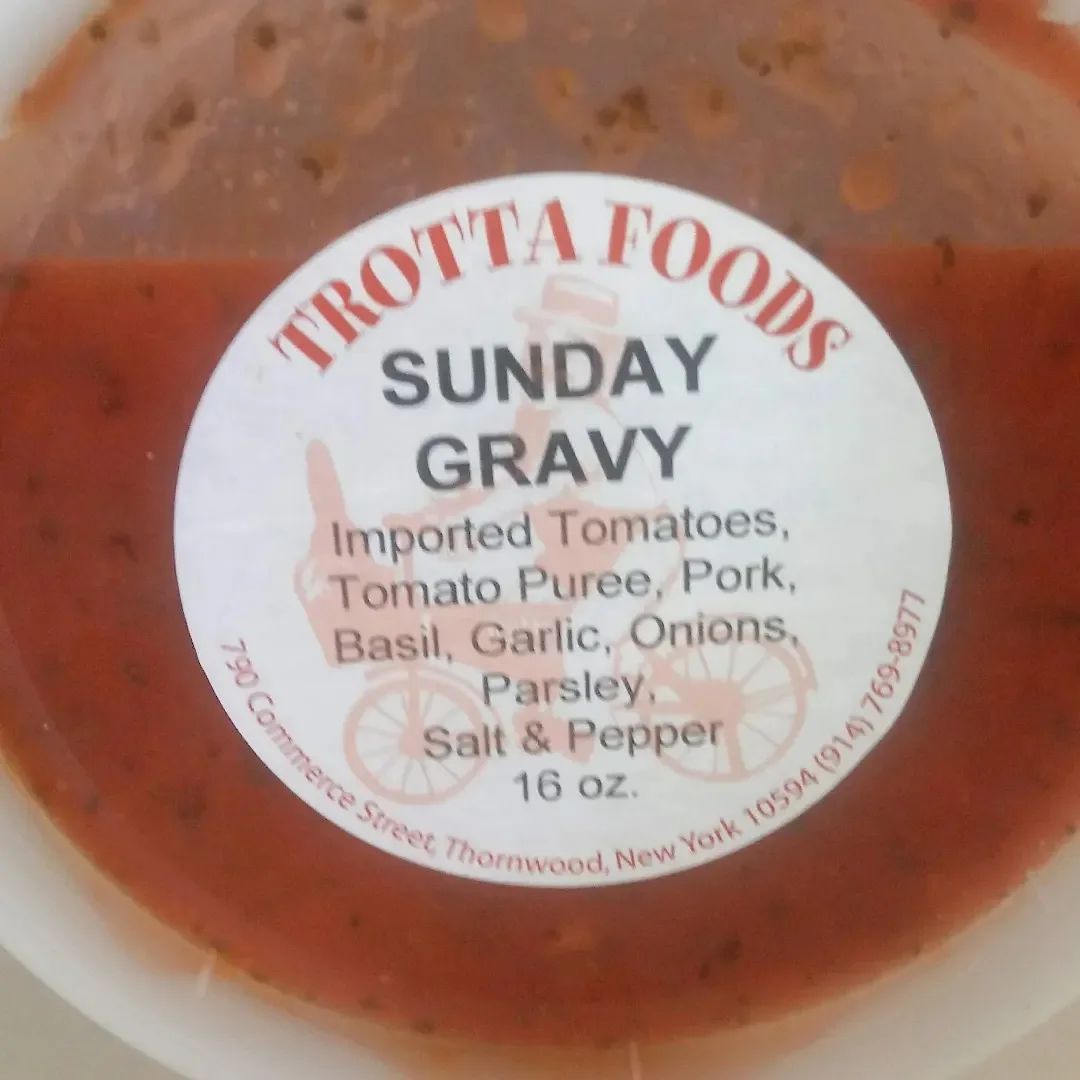 TROTTA FOODS
SUNDAY
GRAVY
Imported Tomatoes,
Tomato Puree, Pork,
Basil, Garlic, Onions,
Parsley,
Salt & Pepper
16 oz.
790 Commerce Street, Thornwood, New York 10594 (914) 769-8977